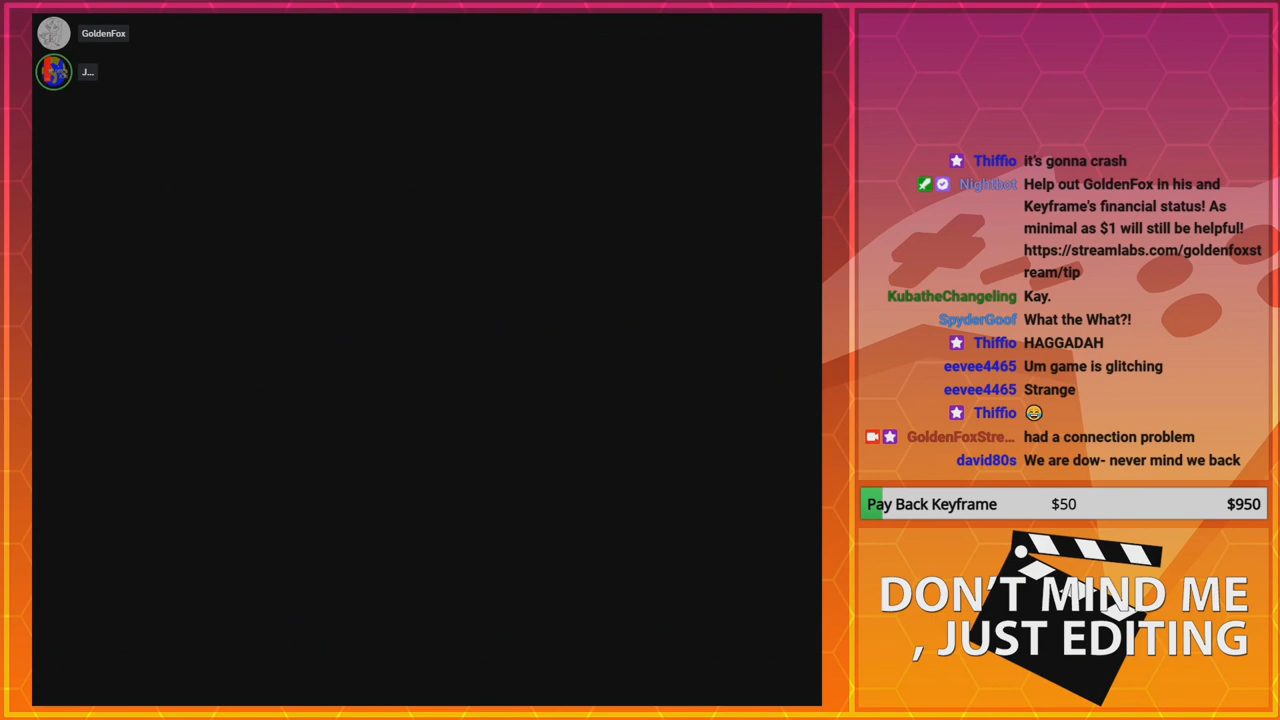 GoldenFox
J...
Thiffio it's gonna crash
Nightbot Help out GoldenFox in his and
Keyframe's financial status! As
minimal as $1 will still be helpful!
https://streamlabs.com/goldenfoxst
ream/tip
KubatheChangeling Kay.
SpyderGoof What the What?!
Thiffio HAGGADAH
eevee4465 Um game is glitching
eevee4465 Strange
Thiffio 😂
GoldenFoxStre... had a connection problem
david80s We are dow- never mind we back
Pay Back Keyframe $50 $950
DON'T MIND ME
, JUST EDITING